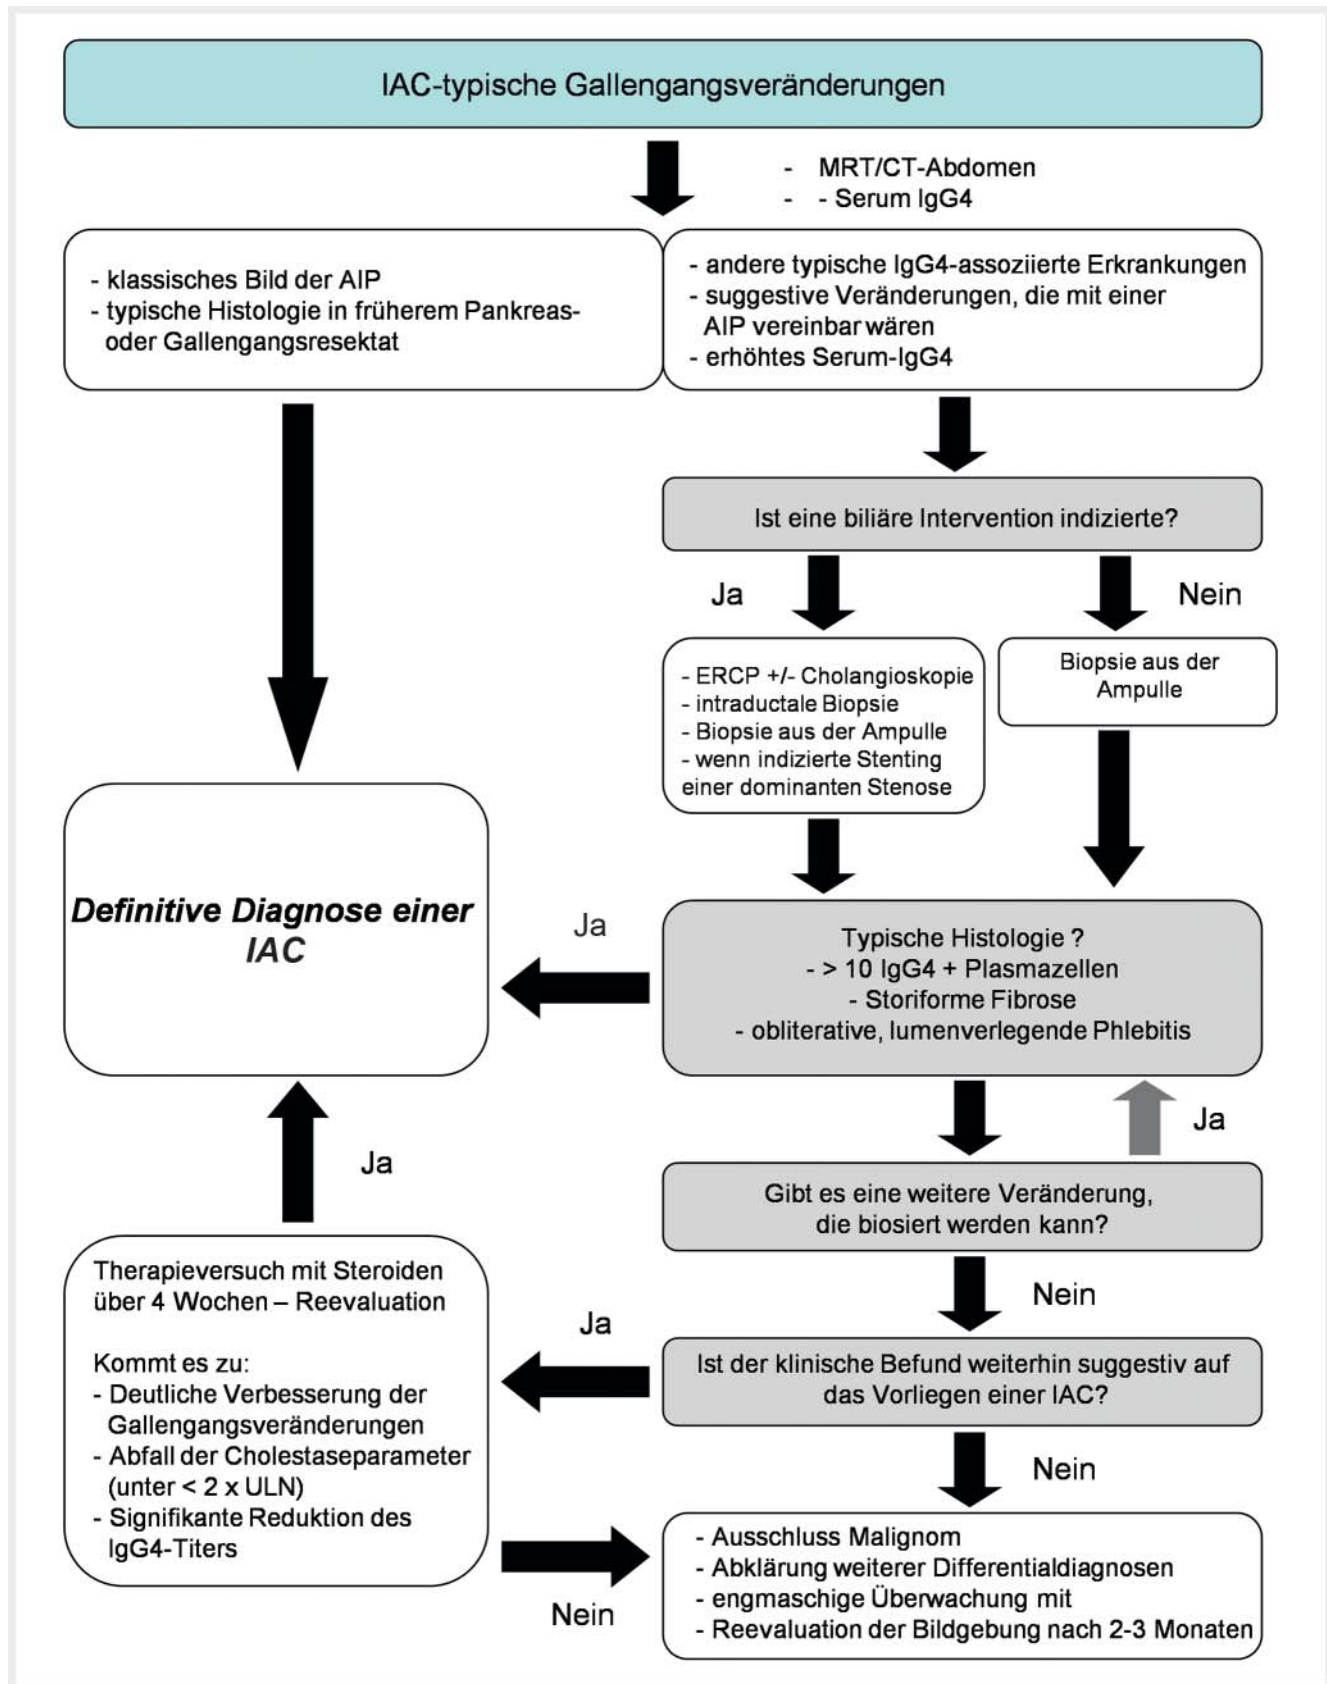 IAC-typische Gallengangsveränderungen
- MRT/CT-Abdomen
- - Serum IgG4
- klassisches Bild der AIP
- typische Histologie in früherem Pankreas-
oder Gallengangsresektat
- andere typische IgG4-assoziierte Erkrankungen
- suggestive Veränderungen, die mit einer
AIP vereinbar wären
- erhöhtes Serum-IgG4
Ist eine biliäre Intervention indizierte?
Ja
Nein
- ERCP +/- Cholangioskopie
- intraductale Biopsie
- Biopsie aus der Ampulle
- wenn indizierte Stenting
einer dominanten Stenose
Biopsie aus der
Ampulle
Definitive Diagnose einer
IAC
Ja
Typische Histologie ?
- > 10 IgG4 + Plasmazellen
- Storiforme Fibrose
- obliterative, lumenverlegende Phlebitis
Ja
Ja
Gibt es eine weitere Veränderung,
die biosiert werden kann?
Nein
Therapieversuch mit Steroiden
über 4 Wochen – Reevaluation
Kommt es zu:
- Deutliche Verbesserung der
Gallengangsveränderungen
- Abfall der Cholestaseparameter
(unter < 2 x ULN)
- Signifikante Reduktion des
IgG4-Titers
Ja
Ist der klinische Befund weiterhin suggestiv auf
das Vorliegen einer IAC?
Nein
Nein
- Ausschluss Malignom
- Abklärung weiterer Differentialdiagnosen
- engmaschige Überwachung mit
- Reevaluation der Bildgebung nach 2-3 Monaten